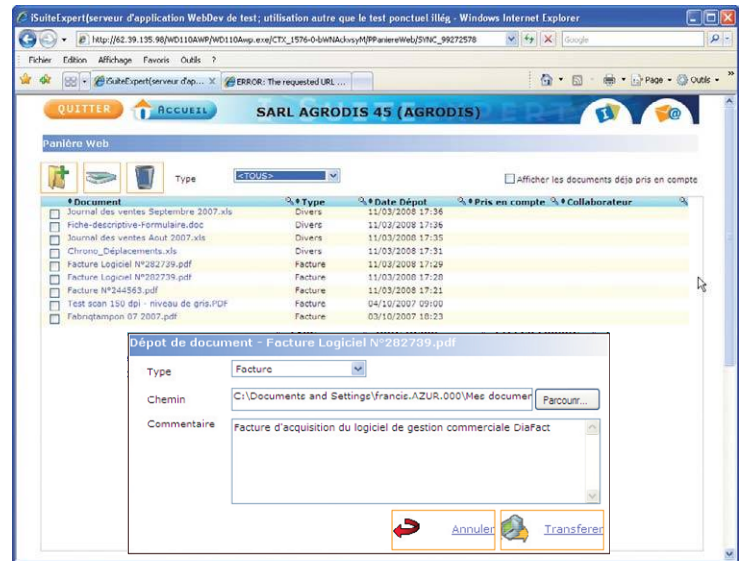 iSuiteExpert(serveur d'application WebDev de test; utilisation autre que le test ponctuel illég - Windows Internet Explorer
http://62.39.135.98/WD110AWP/WD110Awp.exe/CTX_1576-0-bWNAckvsyM/PPaniereWeb/SYNC_99272578
Google
Fichier Edition Affichage Favoris Outils ?
iSuiteExpert(serveur d'ap... X ERROR: The requested URL ...
Page Outils »
QUITTER ACCUEIL SARL AGRODIS 45 (AGRODIS)
Panière Web
Type <TOUS> Afficher les documents déja pris en compte
Document Type Date Dépot Pris en compte Collaborateur
Journal des ventes Septembre 2007.xls Divers 11/03/2008 17:36
Fiche-descriptive-Formulaire.doc Divers 11/03/2008 17:36
Journal des ventes Aout 2007.xls Divers 11/03/2008 17:35
Chrono_Déplacements.xls Divers 11/03/2008 17:31
Facture Logiciel N°282739.pdf Facture 11/03/2008 17:29
Facture Logiciel N°282739.pdf Facture 11/03/2008 17:28
Facture N°244563.pdf Facture 11/03/2008 17:21
Test scan 150 dpi - niveau de gris.PDF Facture 04/10/2007 09:00
Fabriqtampon 07 2007.pdf Facture 03/10/2007 10:23
Dépot de document - Facture Logiciel N°282739.pdf
Type Facture
Chemin C:\Documents and Settings\francis.AZUR.000\Mes documer Parcourir...
Commentaire Facture d'acquisition du logiciel de gestion commerciale DiaFact
Annuler Transferer